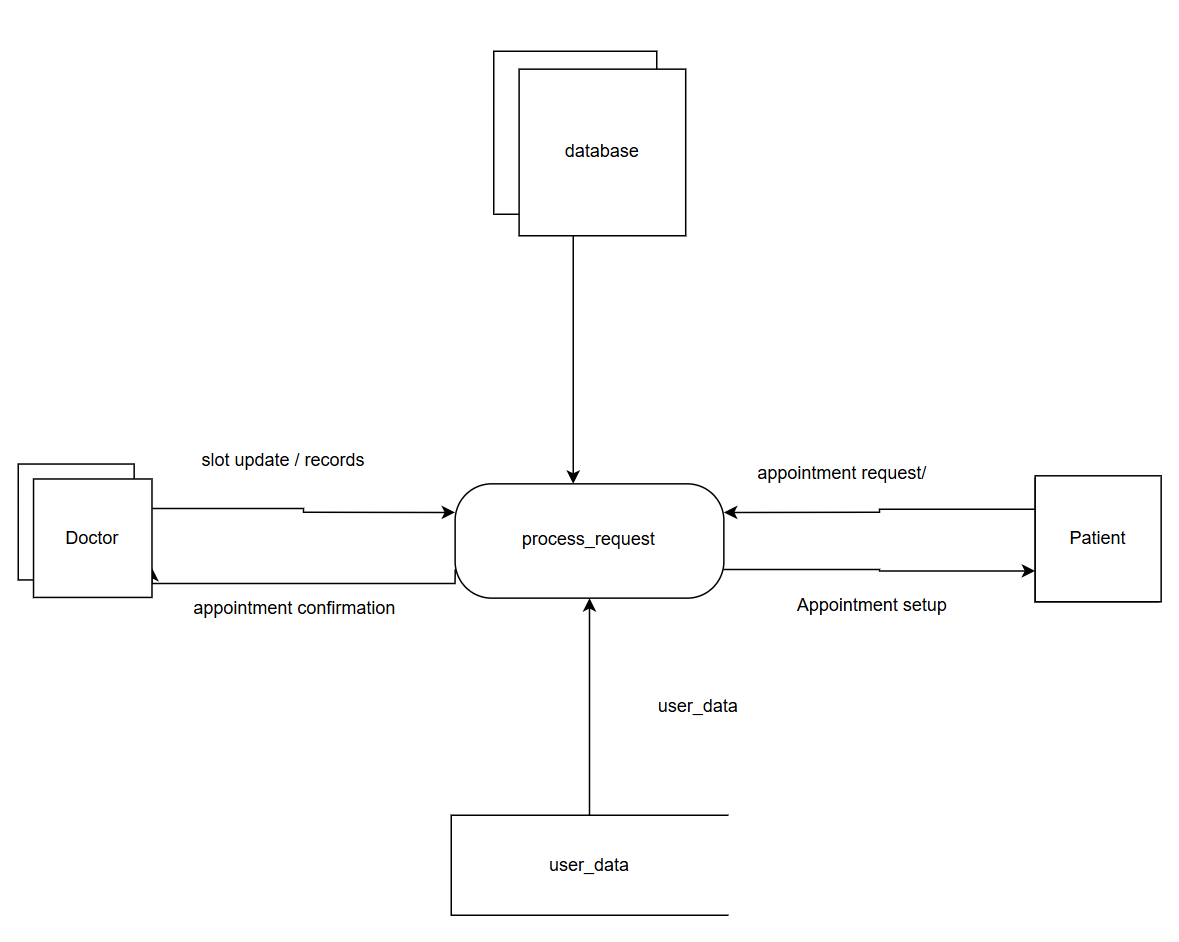 database
slot update / records
appointment request/
Doctor
process_request
Patient
appointment confirmation
Appointment setup
user_data
user_data